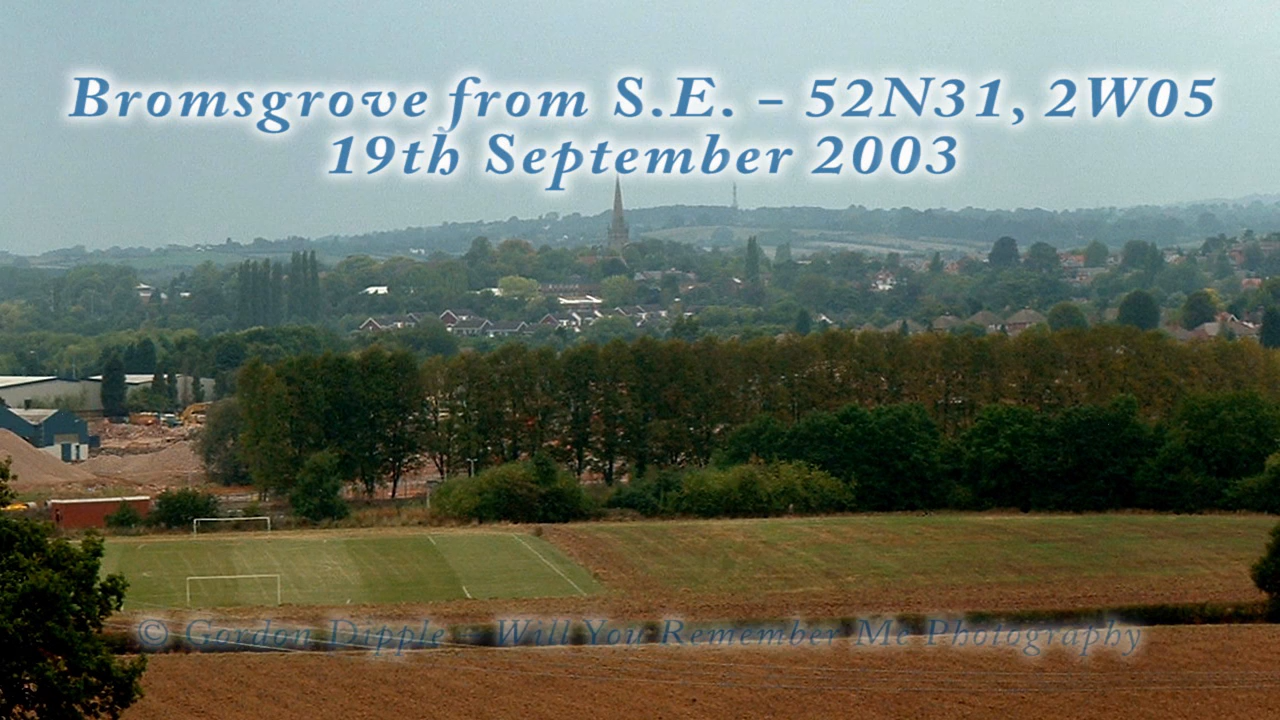 Bromsgrove from S.E. – 52N31, 2W05
19th September 2003
© Gordon Dipple - Will You Remember Me Photography